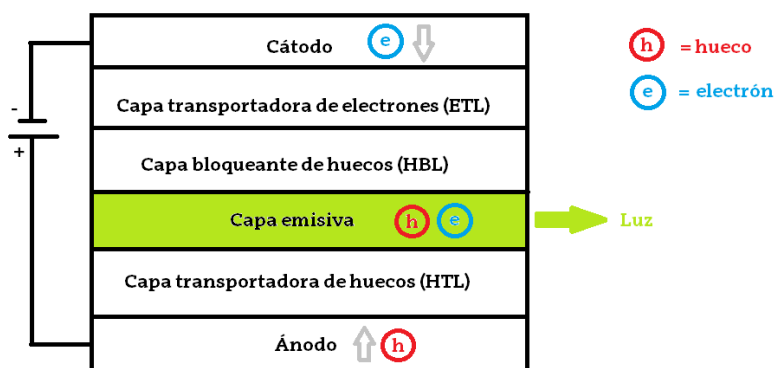 Cátodo e
h = hueco
e = electrón
Capa transportadora de electrones (ETL)
-
+
Capa bloqueante de huecos (HBL)
Capa emisiva h e
Luz
Capa transportadora de huecos (HTL)
Ánodo h